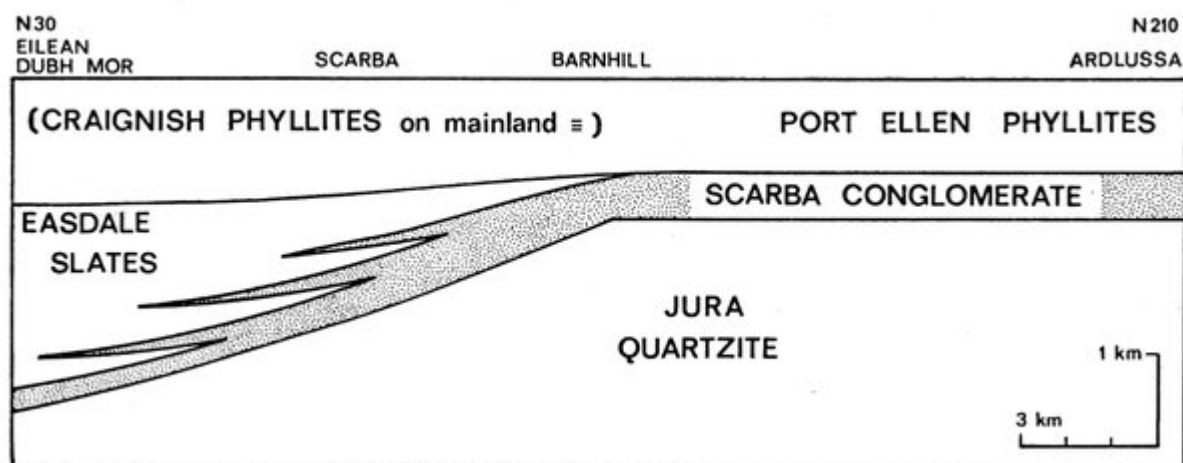 N30
EILEAN
DUBH MOR
SCARBA
BARNHILL
N210
ARDLUSSA
(CRAIGNISH PHYLLITES on mainland ≡)
PORT ELLEN PHYLLITES
SCARBA CONGLOMERATE
EASDALE
SLATES
JURA
QUARTZITE
1 km
3 km